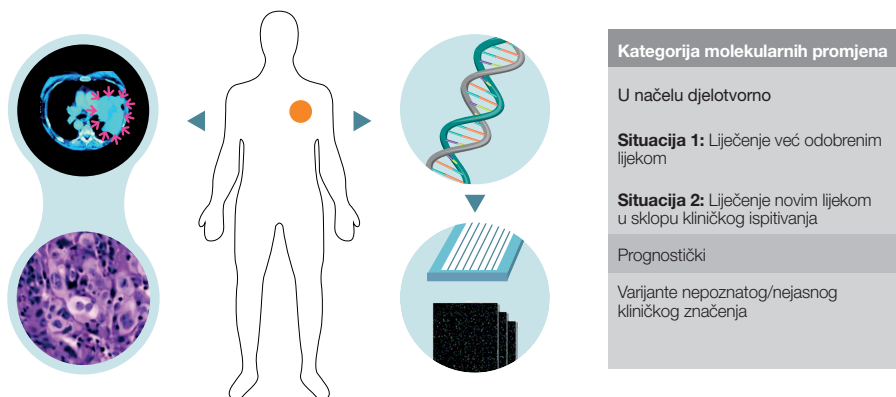 Kategorija molekularnih promjena
U načelu djelotvorno
Situacija 1: Liječenje već odobrenim
lijekom
Situacija 2: Liječenje novim lijekom
u sklopu kliničkog ispitivanja
Prognostički
Varijante nepoznatog/nejasnog
kliničkog značenja